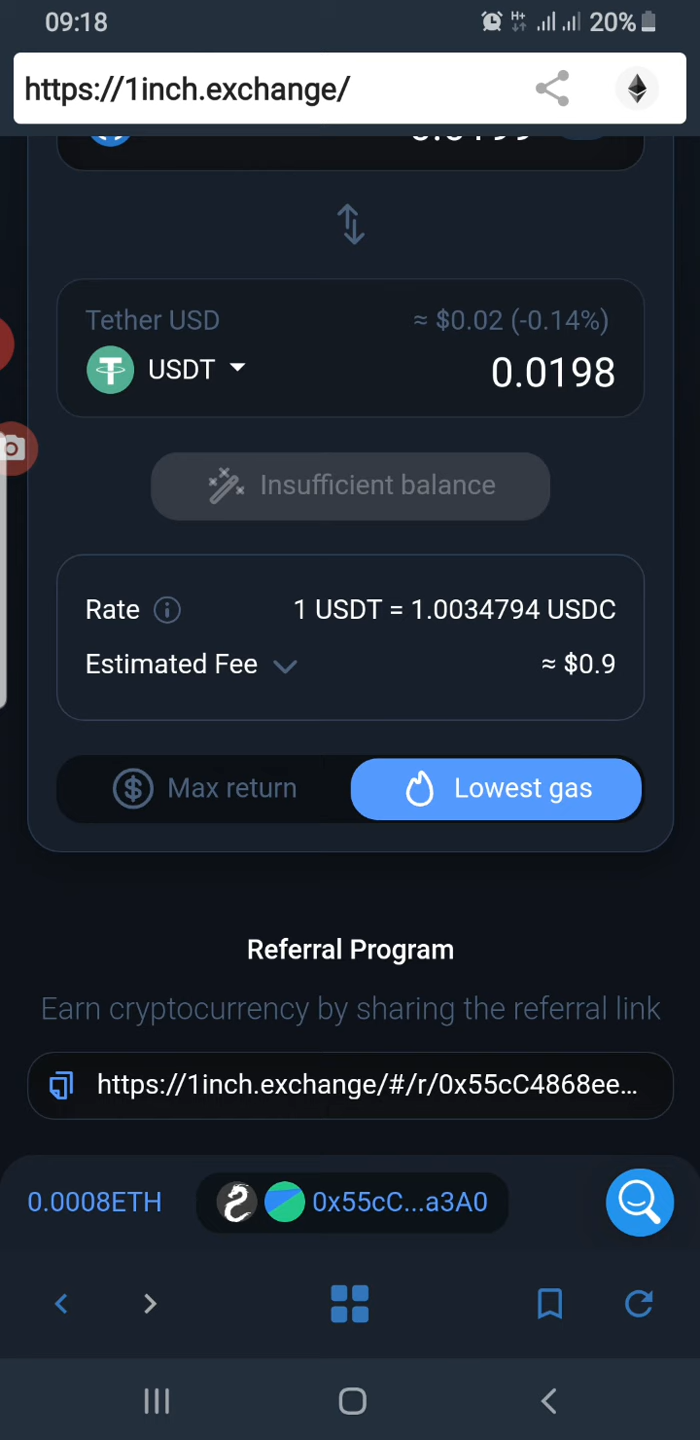 09:18
H+
20%
https://1inch.exchange/
Tether USD
≈ $0.02 (-0.14%)
USDT
0.0198
Insufficient balance
Rate
1 USDT = 1.0034794 USDC
Estimated Fee
≈ $0.9
Max return
Lowest gas
Referral Program
Earn cryptocurrency by sharing the referral link
https://1inch.exchange/#/r/0x55cC4868ee...
0.0008ETH
0x55cC...a3A0